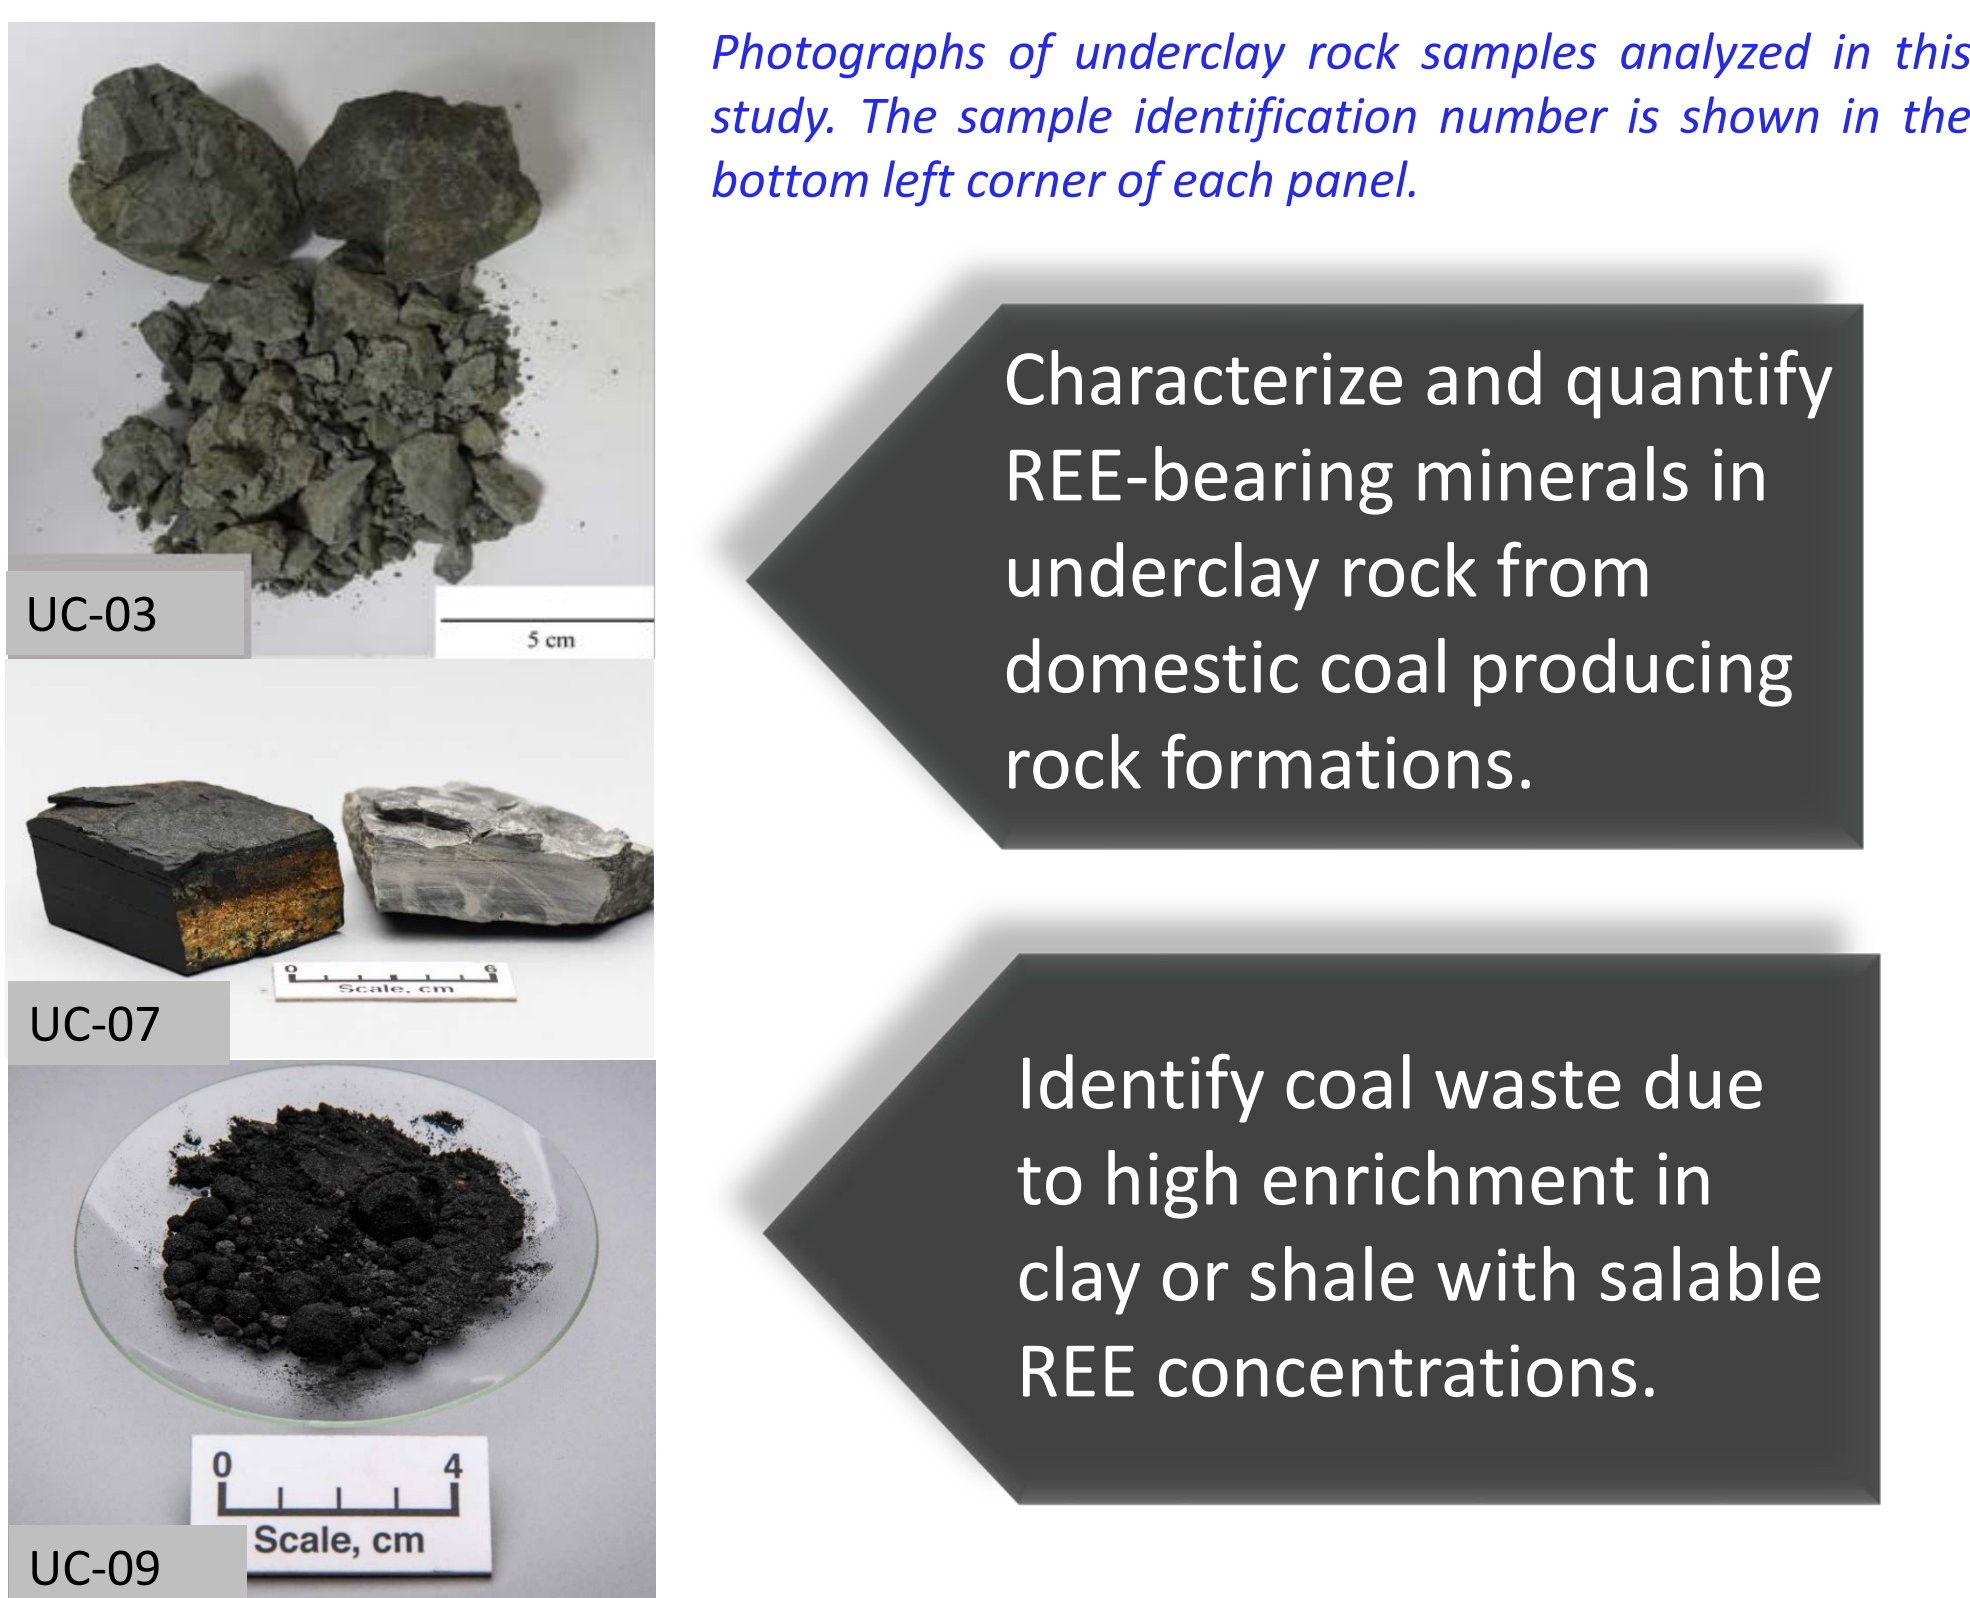 Photographs of underclay rock samples analyzed in this
study. The sample identification number is shown in the
bottom left corner of each panel.
UC-03
5 cm
Characterize and quantify
REE-bearing minerals in
underclay rock from
domestic coal producing
rock formations.
0 6
Scale, cm
UC-07
Identify coal waste due
to high enrichment in
clay or shale with salable
REE concentrations.
0 4
Scale, cm
UC-09